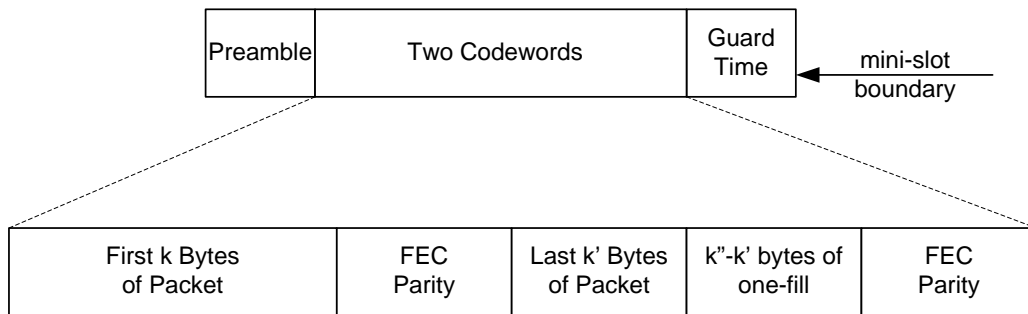 Preamble
Two Codewords
Guard
Time
mini-slot
boundary
First k Bytes
of Packet
FEC
Parity
Last k’ Bytes
of Packet
k”-k’ bytes of
one-fill
FEC
Parity